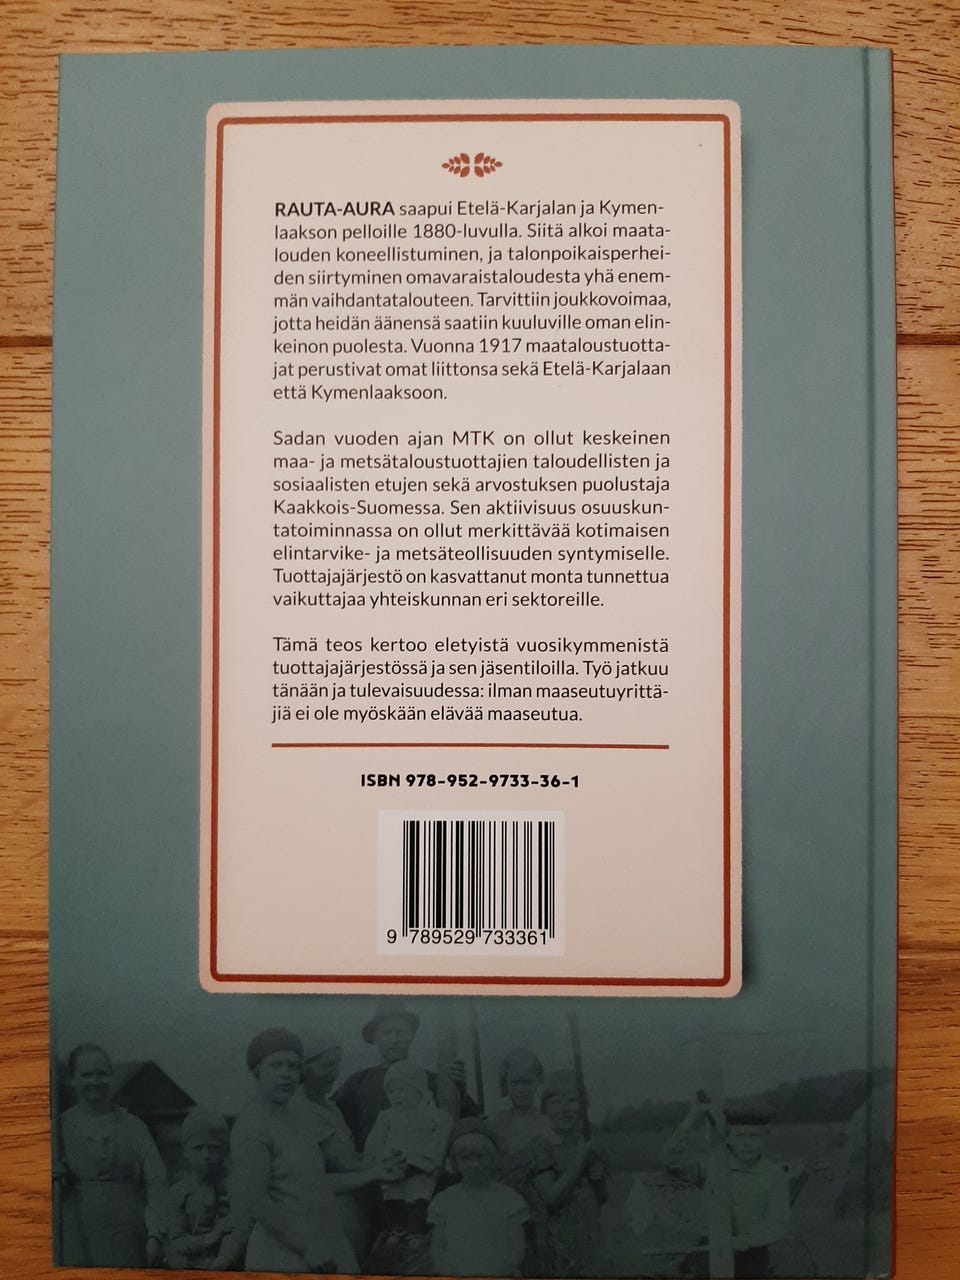 RAUTA-AURA saapui Etelä-Karjalan ja Kymen-
laakson pelloille 1880-luvulla. Siitä alkoi maata-
louden koneellistuminen, ja talonpoikaisperhei-
den siirtyminen omavaraistaloudesta yhä enem-
män vaihdantatalouteen. Tarvittiin joukkovoimaa,
jotta heidän äänensä saatiin kuuluville oman elin-
keinon puolesta. Vuonna 1917 maataloustuotta-
jat perustivat omat liittonsa sekä Etelä-Karjalaan
että Kymenlaaksoon.
Sadan vuoden ajan MTK on ollut keskeinen
maa- ja metsätaloustuottajien taloudellisten ja
sosiaalisten etujen sekä arvostuksen puolustaja
Kaakkois-Suomessa. Sen aktiivisuus osuuskun-
tatoiminnassa on ollut merkittävää kotimaisen
elintarvike- ja metsäteollisuuden syntymiselle.
Tuottajajärjestö on kasvattanut monta tunnettua
vaikuttajaa yhteiskunnan eri sektoreille.
Tämä teos kertoo eletyistä vuosikymmenistä
tuottajajärjestössä ja sen jäsentiloilla. Työ jatkuu
tänään ja tulevaisuudessa: ilman maaseutuyrittä-
jiä ei ole myöskään elävää maaseutua.
ISBN 978-952-9733-36-1
9 789529 733361